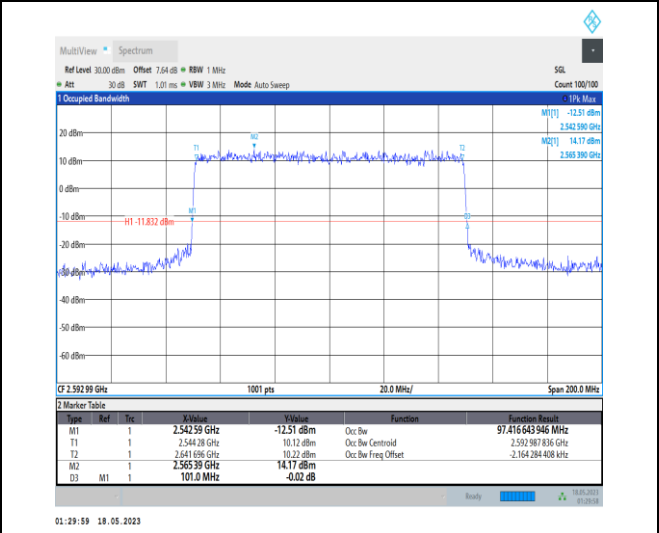 MultiView Spectrum
Ref Level 30.00 dBm Offset 7.64 dB RBW 1 MHz SGL
Att 30 dB SWT 1.01 ms VBW 3 MHz Mode Auto Sweep Count 100/100
1 Occupied Bandwidth 1Pk Max
M1[1] -12.51 dBm
2.542 590 GHz
M2[1] 14.17 dBm
2.565 390 GHz
20 dBm
M2
T1 T2
10 dBm
0 dBm
M1
-10 dBm
D3
H1 -11.832 dBm
-20 dBm
-30 dBm
-40 dBm
-50 dBm
-60 dBm
CF 2.592 99 GHz 1001 pts 20.0 MHz/ Span 200.0 MHz
2 Marker Table
Type Ref Trc X-Value Y-Value Function Function Result
M1 1 2.542 59 GHz -12.51 dBm Occ Bw 97.416 643 946 MHz
T1 1 2.544 28 GHz 10.12 dBm Occ Bw Centroid 2.592 987 836 GHz
T2 1 2.641 696 GHz 10.22 dBm Occ Bw Freq Offset -2.164 284 408 kHz
M2 1 2.565 39 GHz 14.17 dBm
D3 M1 1 101.0 MHz -0.02 dB
Ready 18.05.2023
01:29:58
01:29:59 18.05.2023